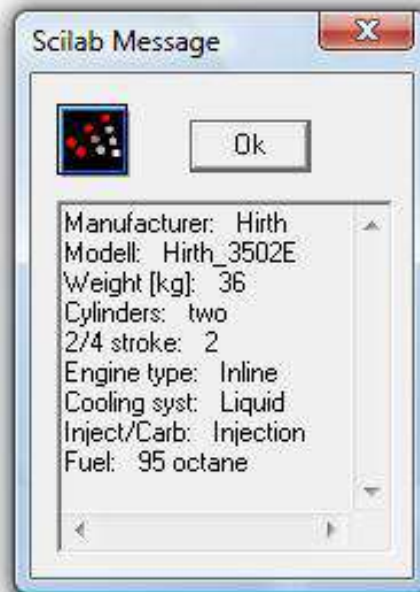 Scilab Message
Ok
Manufacturer: Hirth
Modell: Hirth_3502E
Weight [kg]: 36
Cylinders: two
2/4 stroke: 2
Engine type: Inline
Cooling syst: Liquid
Inject/Carb: Injection
Fuel: 95 octane